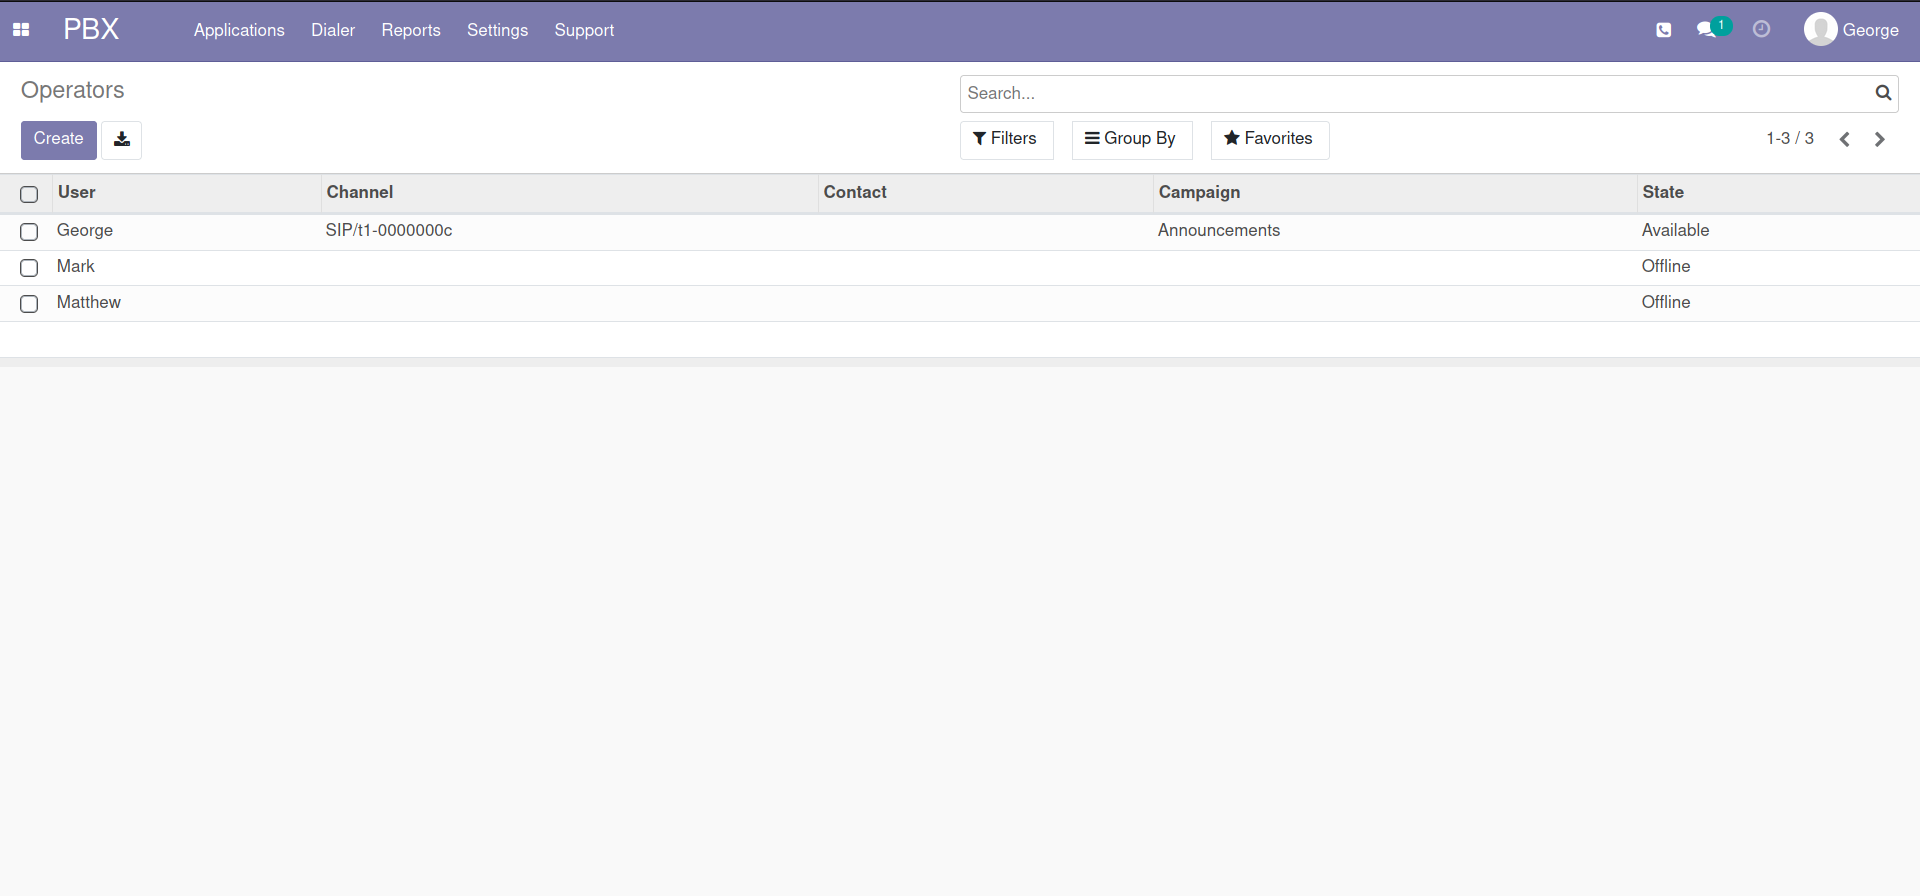 PBX Applications Dialer Reports Settings Support 1 George
Operators
Search...
Create Filters Group By Favorites 1-3 / 3
User Channel Contact Campaign State
George SIP/t1-0000000c Announcements Available
Mark Offline
Matthew Offline